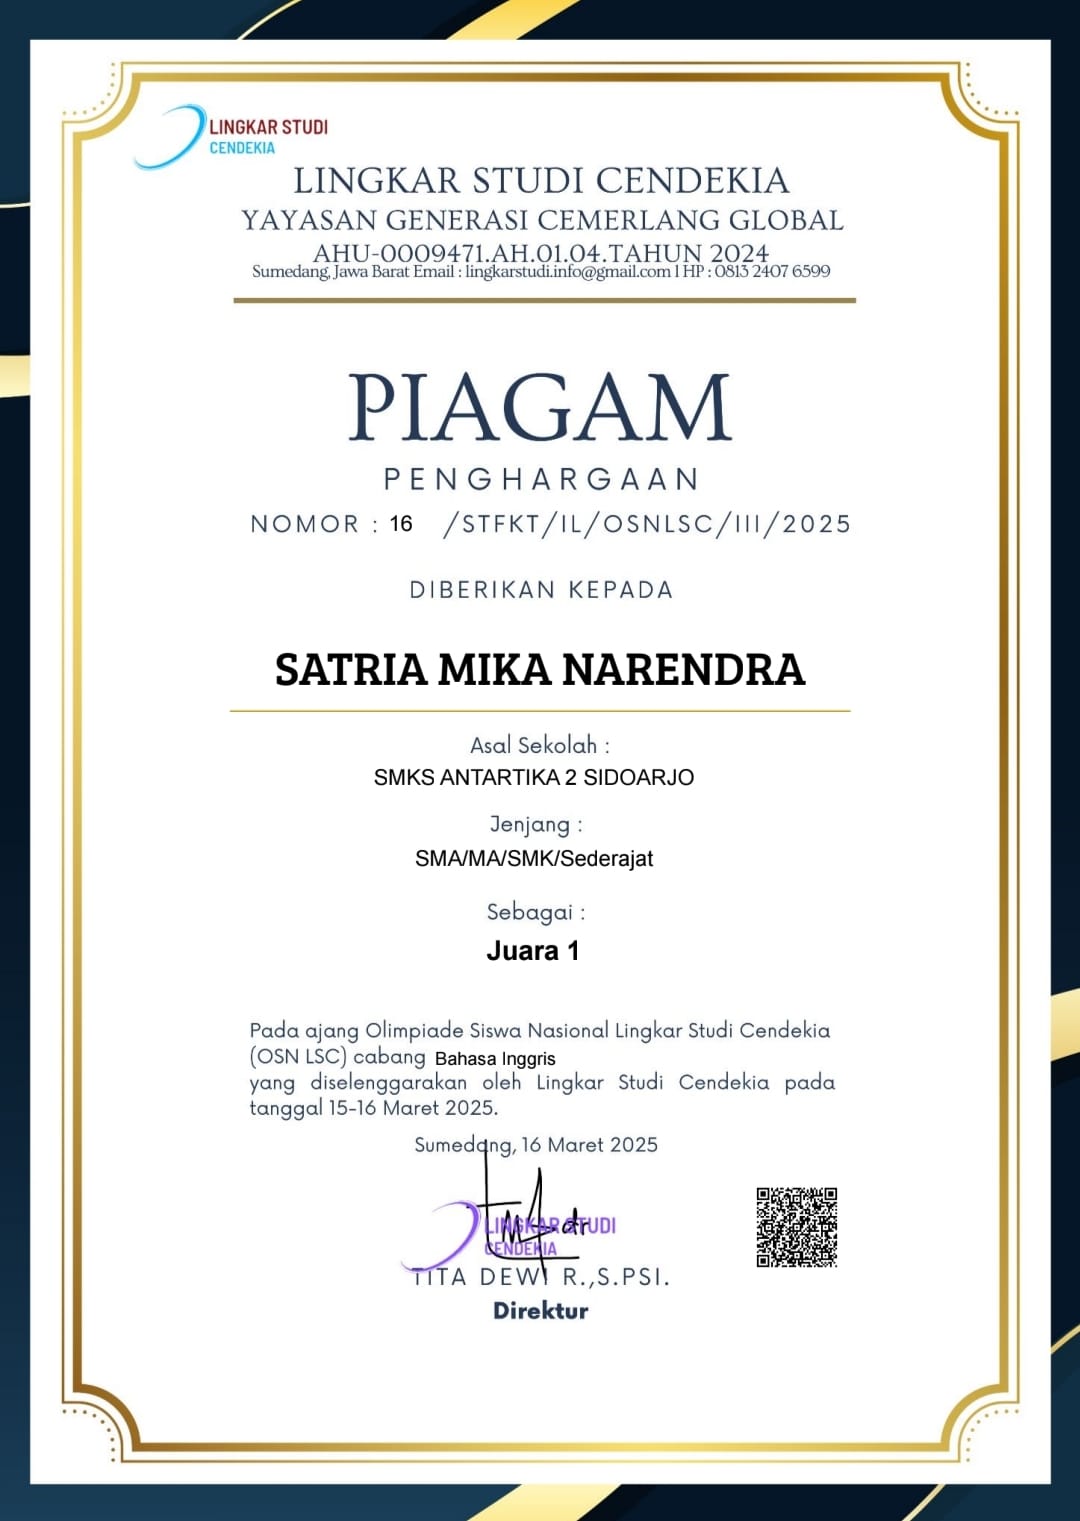 LINGKAR STUDI
CENDEKIA
LINGKAR STUDI CENDEKIA
YAYASAN GENERASI CEMERLANG GLOBAL
AHU-0009471.AH.01.04.TAHUN 2024
Sumedang, Jawa Barat Email : lingkarstudi.info@gmail.com I HP : 0813 2407 6599
PIAGAM
PENGHARGAAN
NOMOR : 16 /STFKT/IL/OSNLSC/III/2025
DIBERIKAN KEPADA
SATRIA MIKA NARENDRA
Asal Sekolah :
SMKS ANTARTIKA 2 SIDOARJO
Jenjang :
SMA/MA/SMK/Sederajat
Sebagai :
Juara 1
Pada ajang Olimpiade Siswa Nasional Lingkar Studi Cendekia
(OSN LSC) cabang Bahasa Inggris
yang diselenggarakan oleh Lingkar Studi Cendekia pada
tanggal 15-16 Maret 2025.
Sumedang, 16 Maret 2025
LINGKAR STUDI
CENDEKIA
TITA DEWI R.,S.PSI.
Direktur